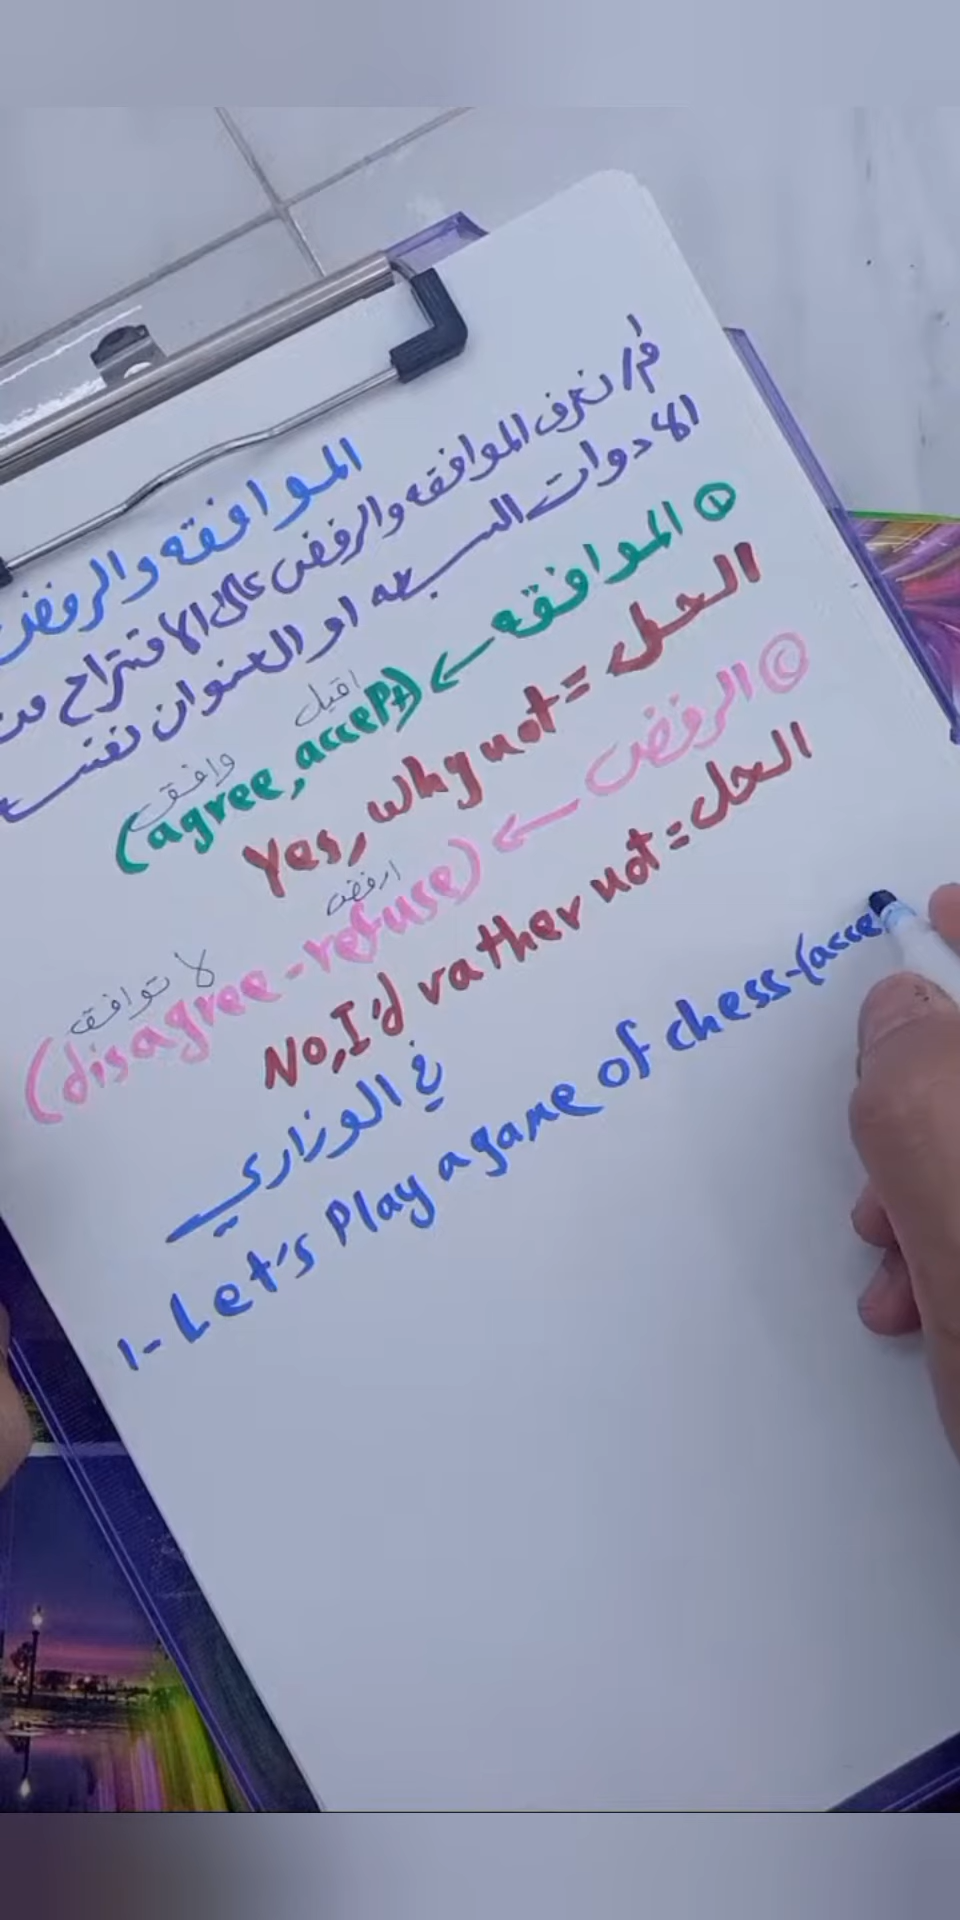 الموافقه والرفض
م/ نعرف الموافقه والرفض على الاقتراح من
الادوات السبعه او العنوان نفسه
① الموافقه ← (agree, accept)
وافق اقبل
Yes, why not = الحل
② الرفض ← (disagree - refuse)
لا توافق ارفض
No, I'd rather not = الحل
في الوزاري
1- Let's Play a game of chess-(acce